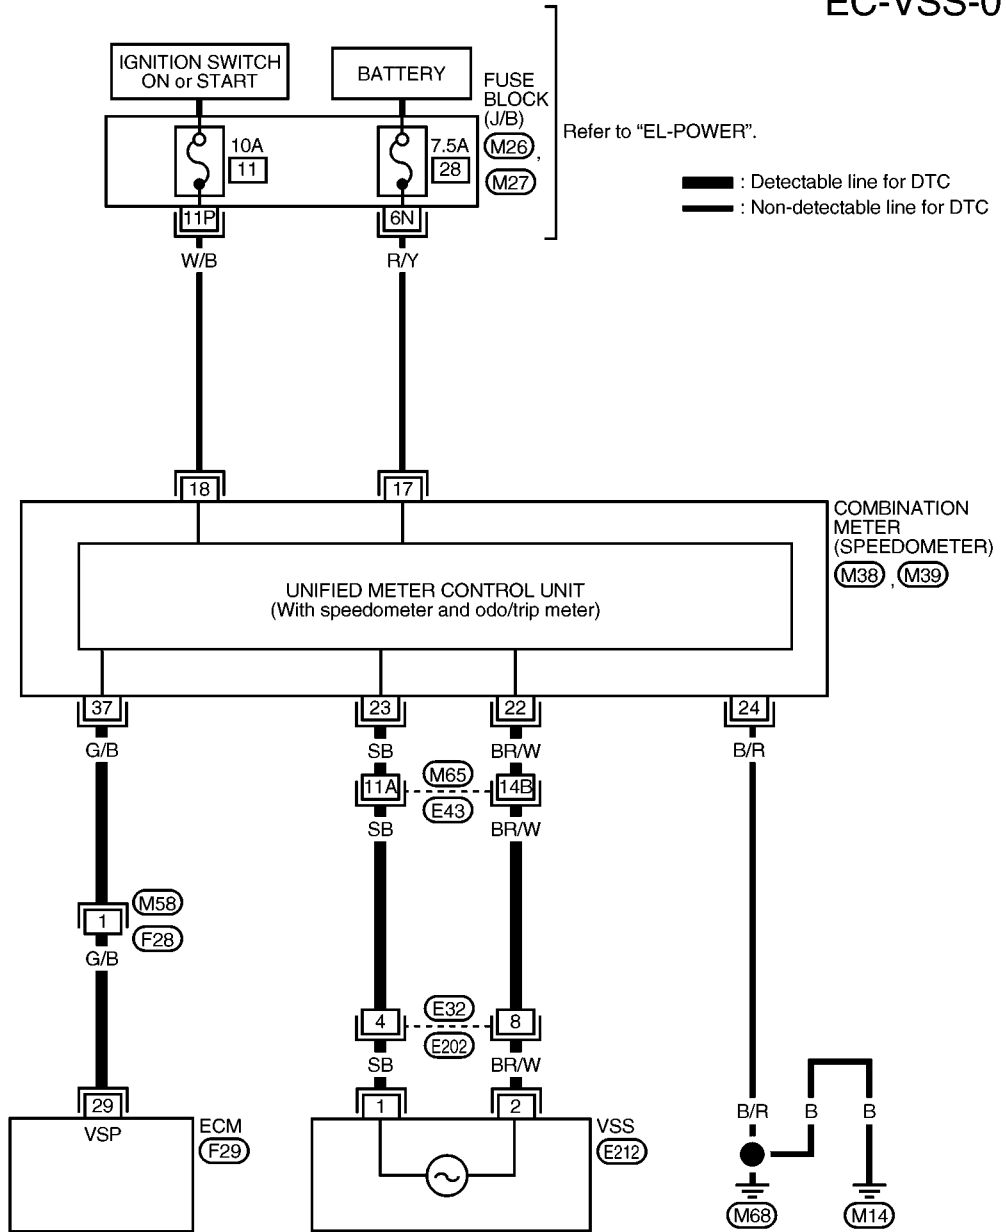 EC-VSS-0
IGNITION SWITCH
ON or START
BATTERY
FUSE
BLOCK
(J/B)
M26 ,
M27
Refer to “EL-POWER”.
10A
11
7.5A
28
: Detectable line for DTC
: Non-detectable line for DTC
11P
6N
W/B
R/Y
18
17
COMBINATION
METER
(SPEEDOMETER)
M38 , M39
UNIFIED METER CONTROL UNIT
(With speedometer and odo/trip meter)
37
23
22
24
G/B
SB
BR/W
B/R
11A
M65
14B
E43
SB
BR/W
M58
1
F28
G/B
4
E32
8
E202
SB
BR/W
29
1
2
B/R
B
B
VSP
ECM
F29
VSS
E212
M68
M14